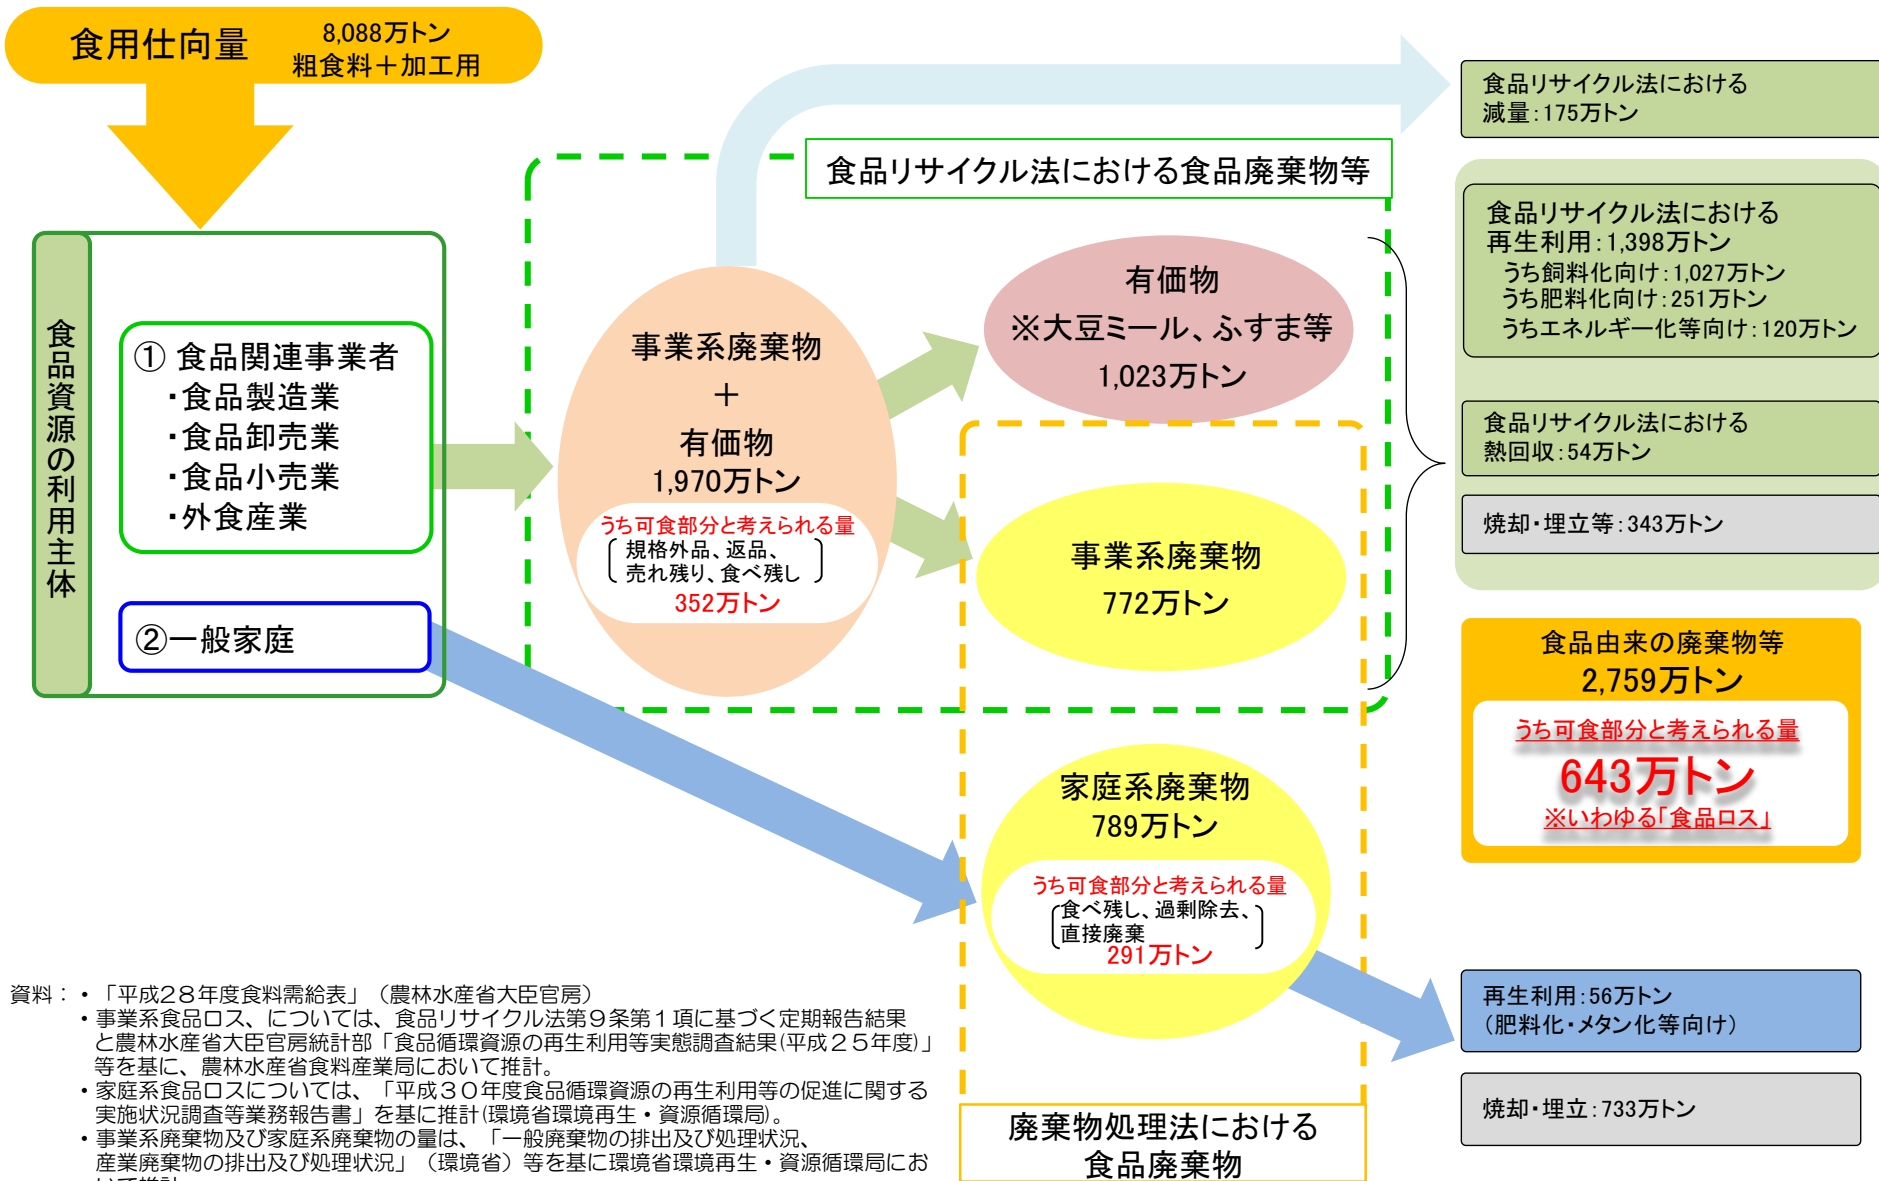 食用仕向量
8,088万トン
粗食料＋加工用
食品資源の利用主体
① 食品関連事業者
・食品製造業
・食品卸売業
・食品小売業
・外食産業
②一般家庭
食品リサイクル法における食品廃棄物等
事業系廃棄物
＋
有価物
1,970万トン
うち可食部分と考えられる量
規格外品、返品、
売れ残り、食べ残し
352万トン
有価物
※大豆ミール、ふすま等
1,023万トン
事業系廃棄物
772万トン
家庭系廃棄物
789万トン
うち可食部分と考えられる量
食べ残し、過剰除去、
直接廃棄
291万トン
廃棄物処理法における
食品廃棄物
食品リサイクル法における
減量：175万トン
食品リサイクル法における
再生利用：1,398万トン
うち飼料化向け：1,027万トン
うち肥料化向け：251万トン
うちエネルギー化等向け：120万トン
食品リサイクル法における
熱回収：54万トン
焼却・埋立等：343万トン
食品由来の廃棄物等
2,759万トン
うち可食部分と考えられる量
643万トン
※いわゆる「食品ロス」
再生利用：56万トン
（肥料化・メタン化等向け）
焼却・埋立：733万トン
資料：・「平成２８年度食料需給表」（農林水産省大臣官房）
・事業系食品ロス、については、食品リサイクル法第９条第１項に基づく定期報告結果
と農林水産省大臣官房統計部「食品循環資源の再生利用等実態調査結果(平成２５年度)」
等を基に、農林水産省食料産業局において推計。
・家庭系食品ロスについては、「平成３０年度食品循環資源の再生利用等の促進に関する
実施状況調査等業務報告書」を基に推計(環境省環境再生・資源循環局)。
・事業系廃棄物及び家庭系廃棄物の量は、「一般廃棄物の排出及び処理状況、
産業廃棄物の排出及び処理状況」（環境省）等を基に環境省環境再生・資源循環局にお